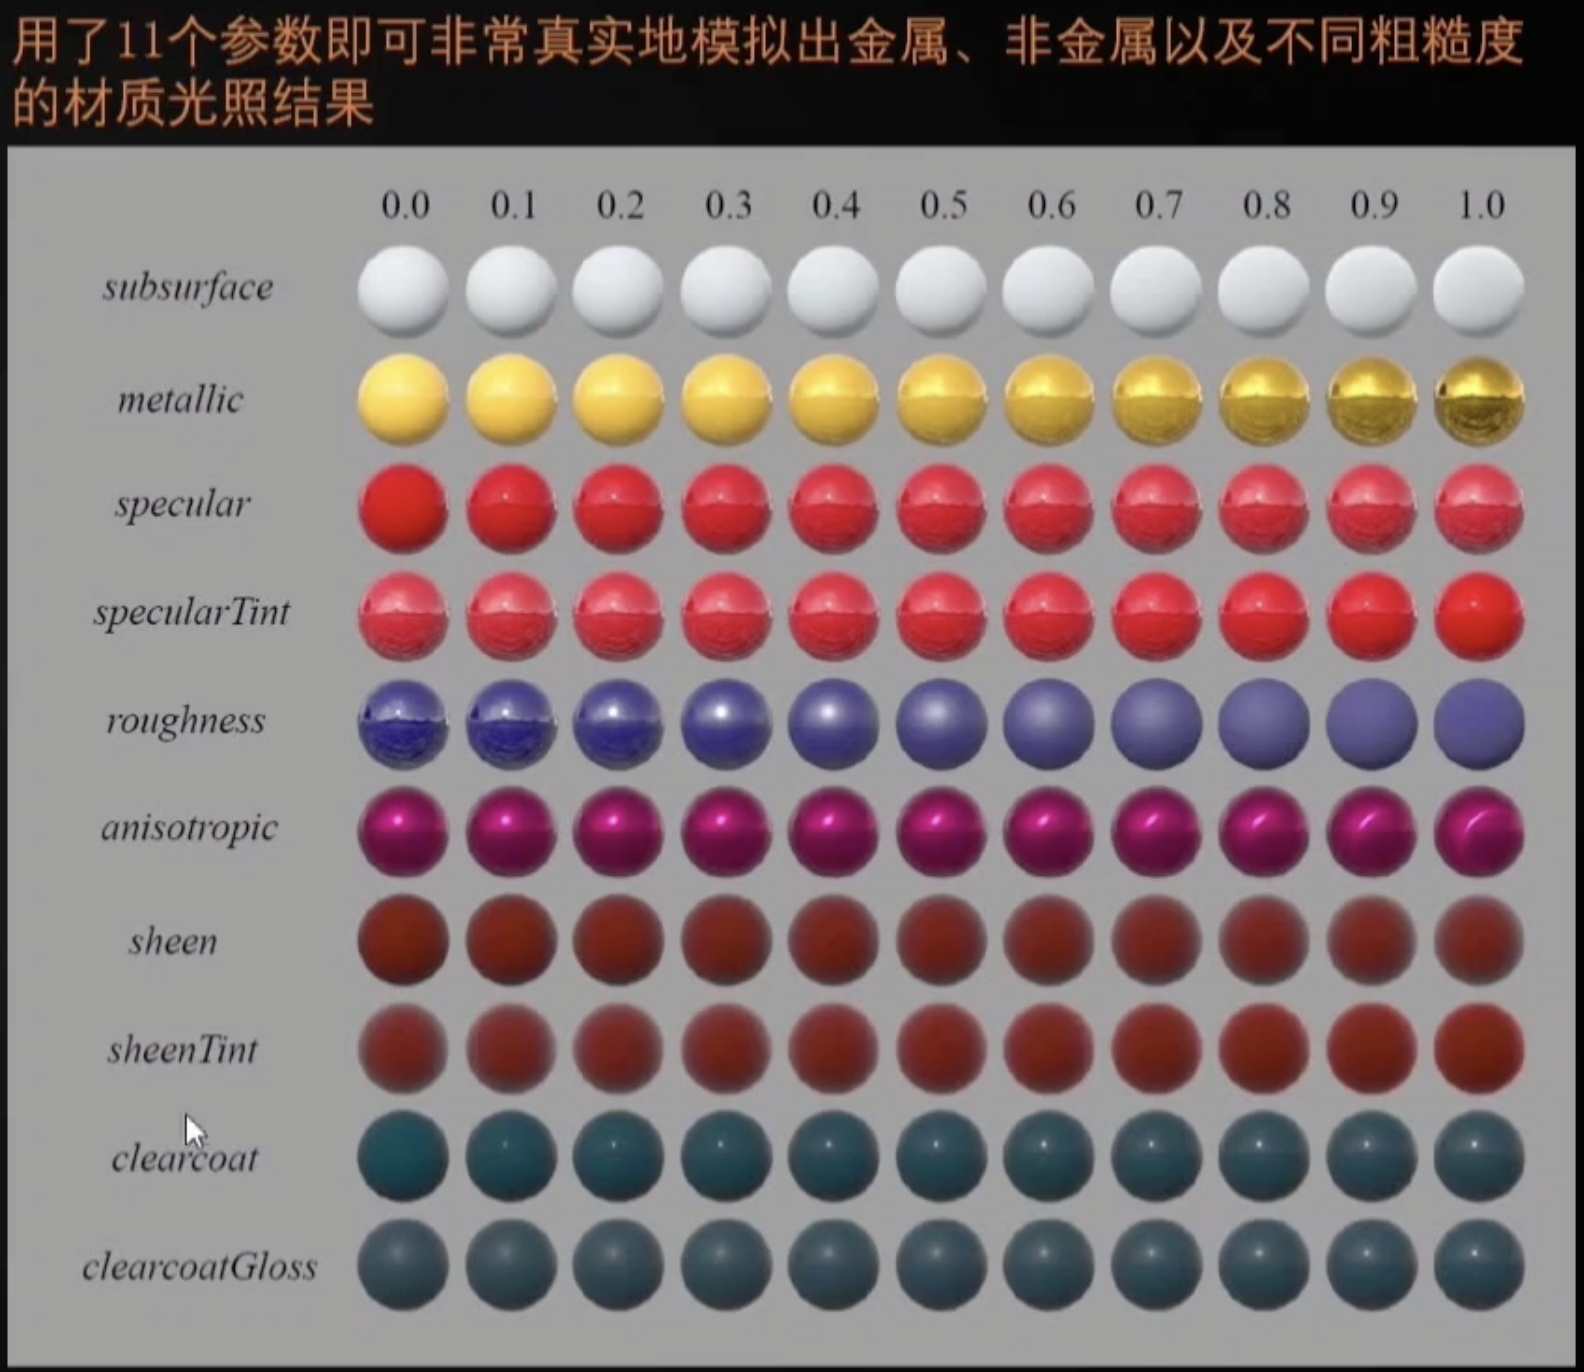 用了11个参数即可非常真实地模拟出金属、非金属以及不同粗糙度
的材质光照结果
0.0 0.1 0.2 0.3 0.4 0.5 0.6 0.7 0.8 0.9 1.0
subsurface
metallic
specular
specularTint
roughness
anisotropic
sheen
sheenTint
clearcoat
clearcoatGloss